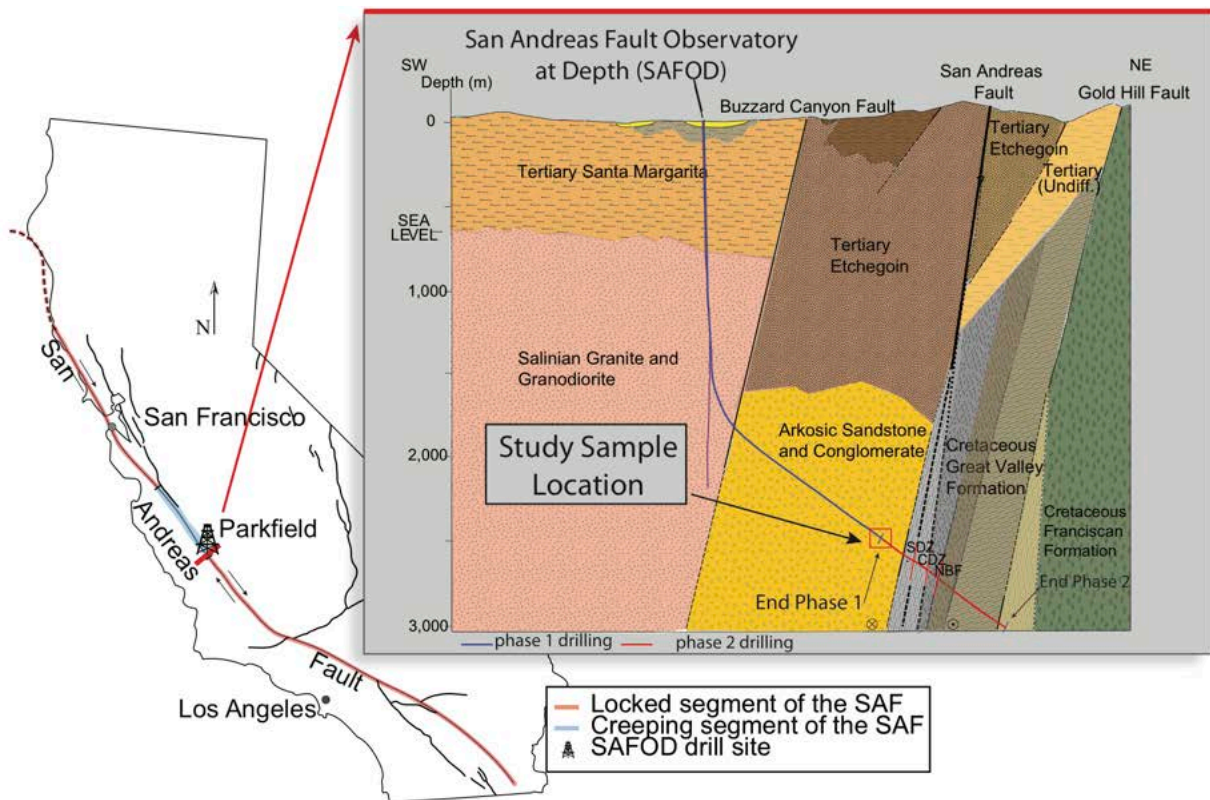 San Andreas Fault Observatory
at Depth (SAFOD)
SW
Depth (m)
San Andreas
Fault
NE
Gold Hill Fault
Buzzard Canyon Fault
0
Tertiary
Etchegoin
Tertiary
(Undiff.)
Tertiary Santa Margarita
SEA
LEVEL
Tertiary
Etchegoin
1,000
Salinian Granite and
Granodiorite
Study Sample
Location
Arkosic Sandstone
and Conglomerate
Cretaceous
Great Valley
Formation
2,000
Cretaceous
Franciscan
Formation
SDZ
CDZ
NBF
End Phase 1
End Phase 2
3,000
phase 1 drilling
phase 2 drilling
N
San
San Francisco
Andreas
Parkfield
Fault
Los Angeles
Locked segment of the SAF
Creeping segment of the SAF
SAFOD drill site